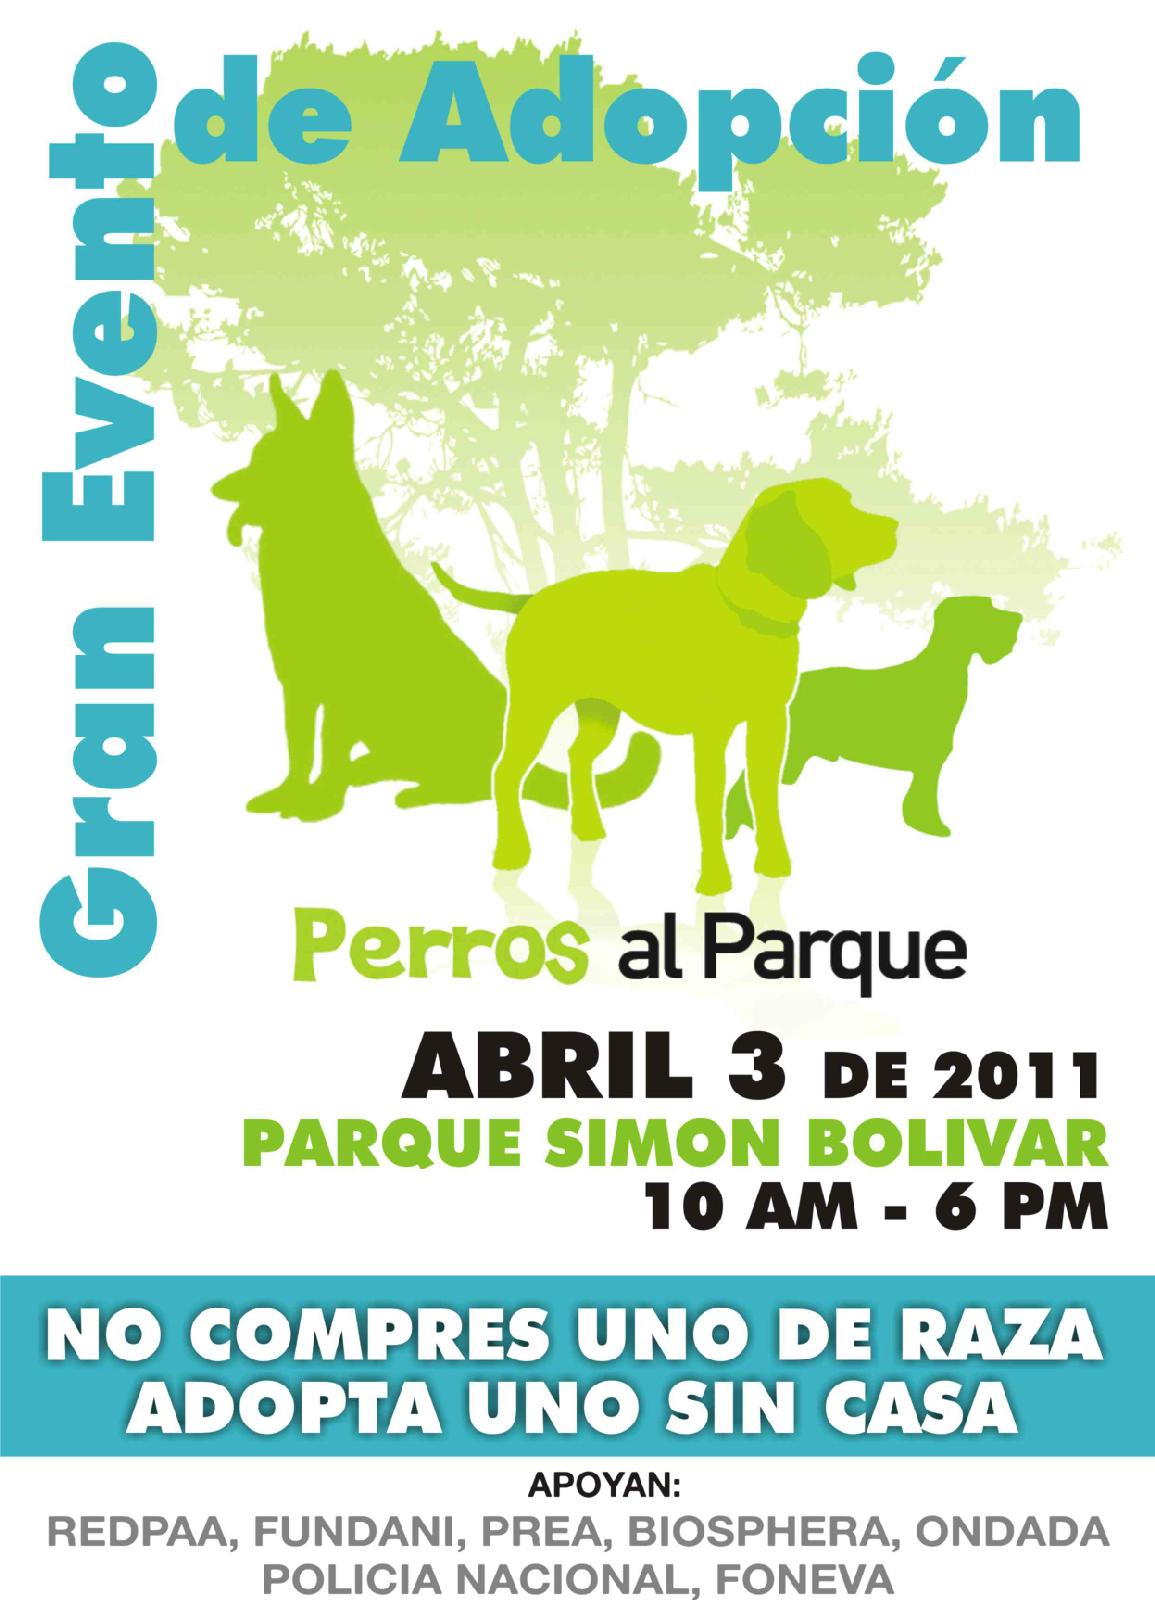 Gran Evento
de Adopción
Perros al Parque
ABRIL 3 DE 2011
PARQUE SIMON BOLIVAR
10 AM - 6 PM
NO COMPRES UNO DE RAZA
ADOPTA UNO SIN CASA
APOYAN:
REDPAA, FUNDANI, PREA, BIOSPHERA, ONDADA
POLICIA NACIONAL, FONEVA